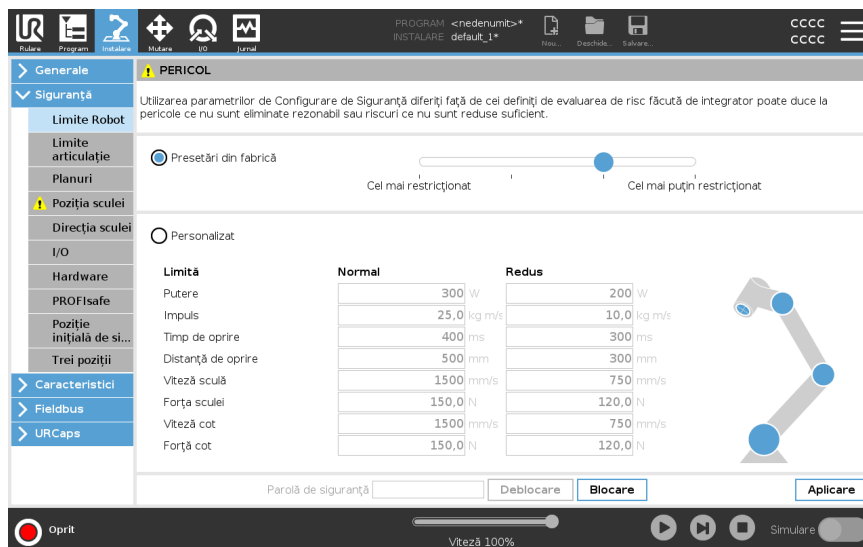 Rulare
Program
Instalare
Mutare
I/O
Jurnal
PROGRAM <nedenumit>*
INSTALARE default_1*
Nou...
Deschide...
Salvare...
CCCC
CCCC
Generale
Siguranță
Limite Robot
Limite
articulație
Planuri
Poziția sculei
Direcția sculei
I/O
Hardware
PROFIsafe
Poziție
inițială de si...
Trei poziții
Caracteristici
Fieldbus
URCaps
PERICOL
Utilizarea parametrilor de Configurare de Siguranță diferiți față de cei definiți de evaluarea de risc făcută de integrator poate duce la
pericole ce nu sunt eliminate rezonabil sau riscuri ce nu sunt reduse suficient.
Presetări din fabrică
Cel mai restricționat
Cel mai puțin restricționat
Personalizat
Limită Normal Redus
Putere 300 W 200 W
Impuls 25,0 kg m/s 10,0 kg m/s
Timp de oprire 400 ms 300 ms
Distanță de oprire 500 mm 300 mm
Viteză sculă 1500 mm/s 750 mm/s
Forța sculei 150,0 N 120,0 N
Viteză cot 1500 mm/s 750 mm/s
Forță cot 150,0 N 120,0 N
Parolă de siguranță
Deblocare
Blocare
Aplicare
Oprit
Viteză 100%
Simulare